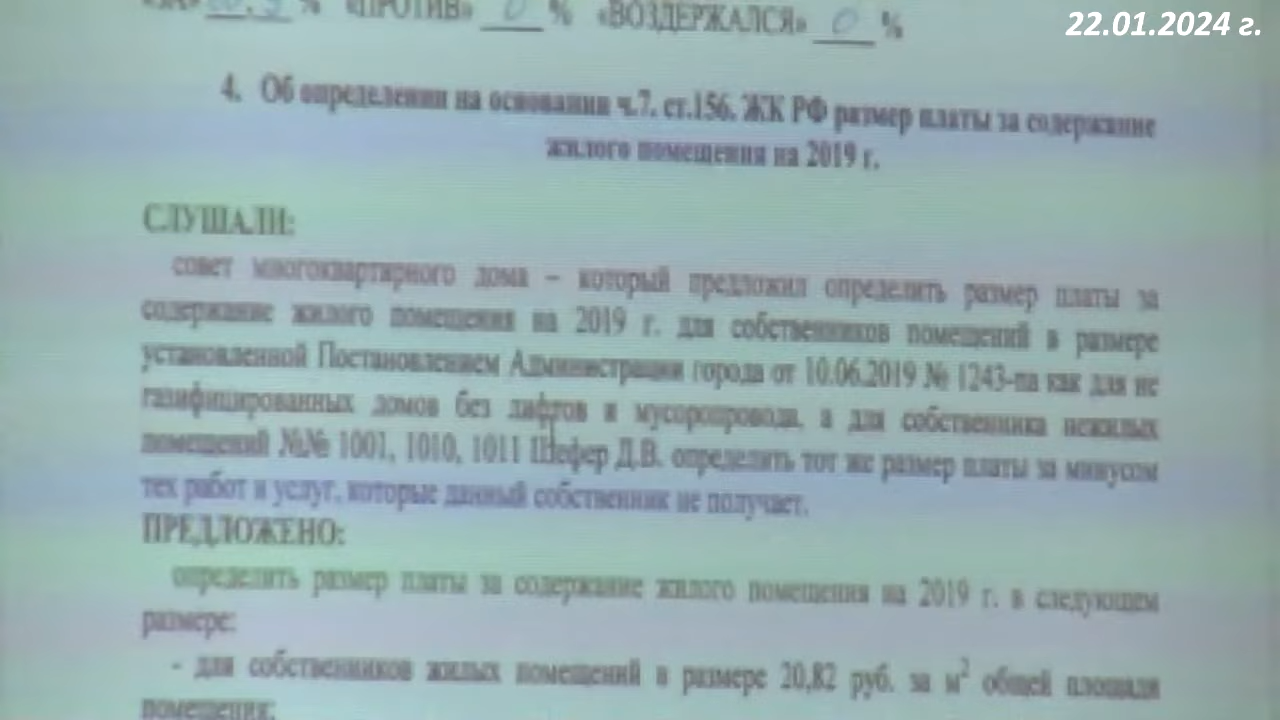 22.01.2024 г.
«ЗА» % «ПРОТИВ» 0 % «ВОЗДЕРЖАЛСЯ» 0 %
4. Об определении на основании ч.7. ст.156. ЖК РФ размер платы за содержание
жилого помещения на 2019 г.
СЛУШАЛИ:
совет многоквартирного дома – который предложил определить размер платы за
содержание жилого помещения на 2019 г. для собственников помещений в размере
установленной Постановлением Администрации города от 10.06.2019 № 1243-па как для не
газифицированных домов без лифтов и мусоропровода, а для собственника нежилых
помещений №№ 1001, 1010, 1011 Шефер Д.В. определить тот же размер платы за минусом
тех работ и услуг, которые данный собственник не получает.
ПРЕДЛОЖЕНО:
определить размер платы за содержание жилого помещения на 2019 г. в следующем
размере:
- для собственников жилых помещений в размере 20,82 руб. за м² общей площади
помещения;